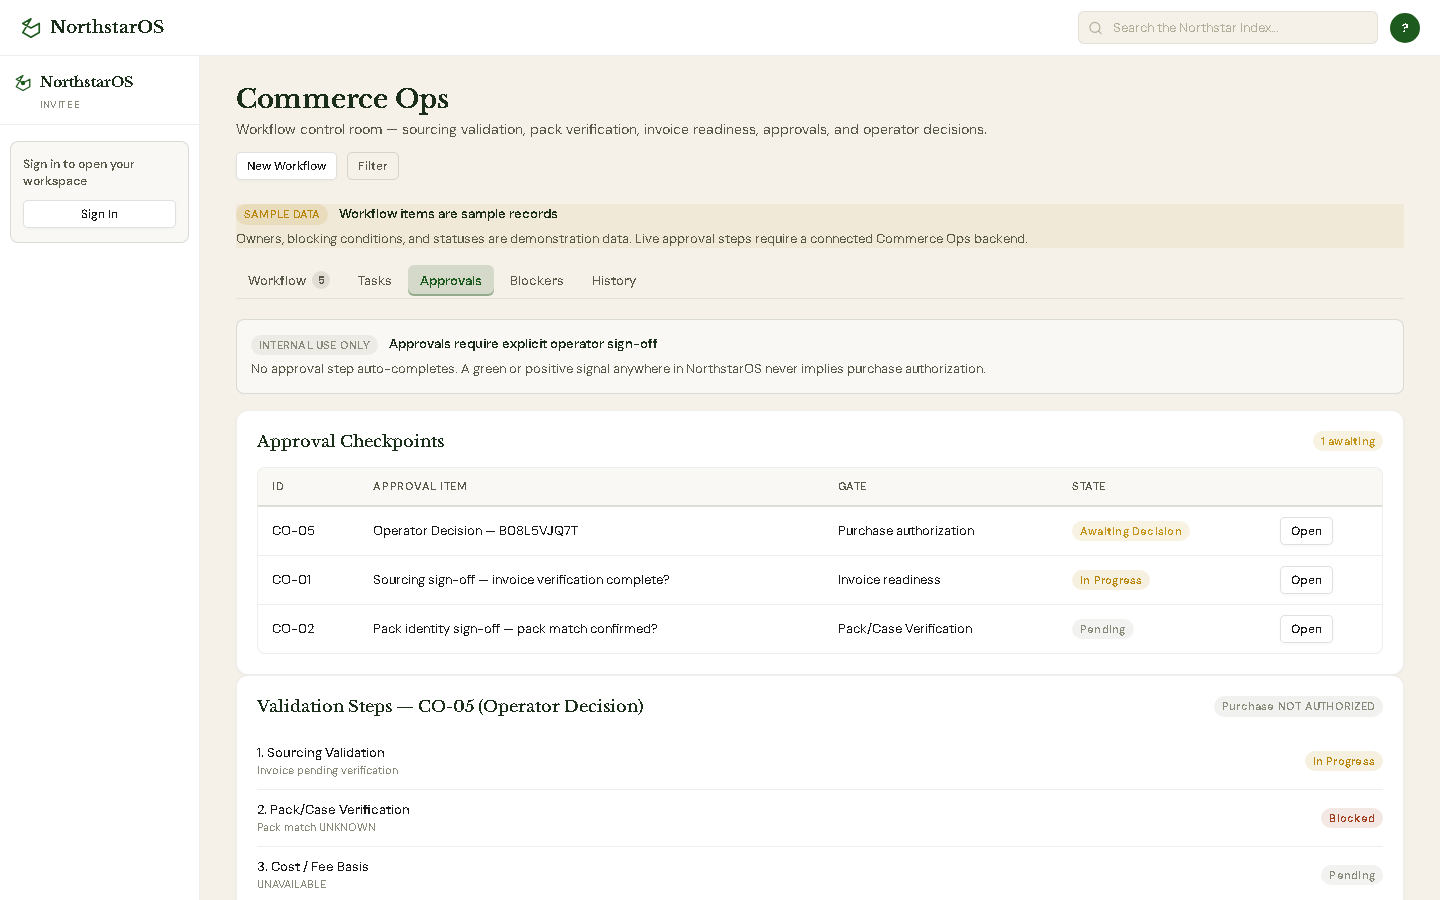 NorthstarOS
Search the Northstar Index...
?
NorthstarOS
INVITEE
Sign in to open your
workspace
Sign In
Commerce Ops
Workflow control room — sourcing validation, pack verification, invoice readiness, approvals, and operator decisions.
New Workflow
Filter
SAMPLE DATA Workflow items are sample records
Owners, blocking conditions, and statuses are demonstration data. Live approval steps require a connected Commerce Ops backend.
Workflow 5 Tasks Approvals Blockers History
INTERNAL USE ONLY Approvals require explicit operator sign-off
No approval step auto-completes. A green or positive signal anywhere in NorthstarOS never implies purchase authorization.
Approval Checkpoints 1 awaiting
ID APPROVAL ITEM GATE STATE
CO-05 Operator Decision — B08L5VJQ7T Purchase authorization Awaiting Decision Open
CO-01 Sourcing sign-off — invoice verification complete? Invoice readiness In Progress Open
CO-02 Pack identity sign-off — pack match confirmed? Pack/Case Verification Pending Open
Validation Steps — CO-05 (Operator Decision) Purchase NOT AUTHORIZED
1. Sourcing Validation
Invoice pending verification
In Progress
2. Pack/Case Verification
Pack match UNKNOWN
Blocked
3. Cost / Fee Basis
UNAVAILABLE
Pending